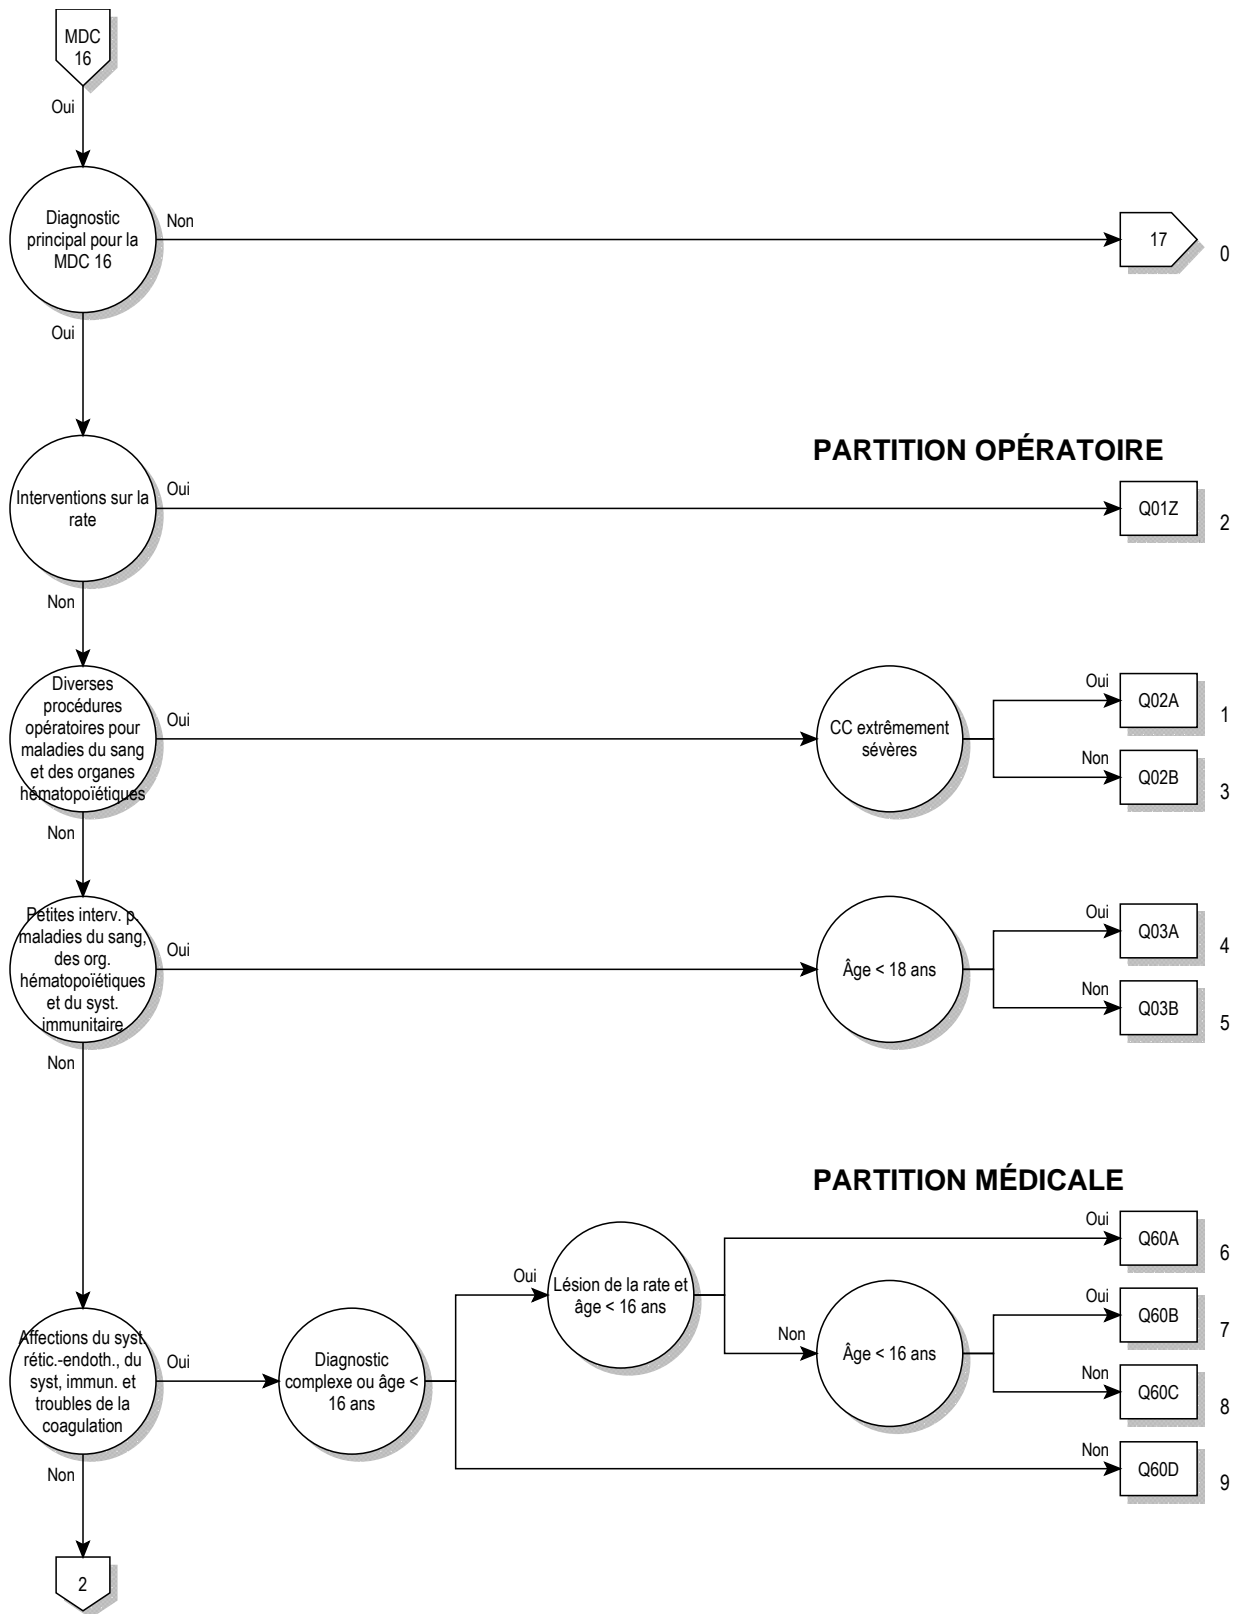 MDC
16
Oui
Diagnostic
principal pour la
MDC 16
Non
17
0
Oui
PARTITION OPÉRATOIRE
Interventions sur la
rate
Oui
Q01Z
2
Non
Diverses
procédures
opératoires pour
maladies du sang
et des organes
hématopoïétiques
Oui
CC extrêmement
sévères
Oui
Q02A
1
Non
Q02B
3
Non
Petites interv. p.
maladies du sang,
des org.
hématopoïétiques
et du syst.
immunitaire
Oui
Âge < 18 ans
Oui
Q03A
4
Non
Q03B
5
Non
PARTITION MÉDICALE
Affections du syst.
rétic.-endoth., du
syst, immun. et
troubles de la
coagulation
Oui
Diagnostic
complexe ou âge <
16 ans
Oui
Lésion de la rate et
âge < 16 ans
Oui
Q60A
6
Non
Âge < 16 ans
Oui
Q60B
7
Non
Q60C
8
Non
Q60D
9
Non
2